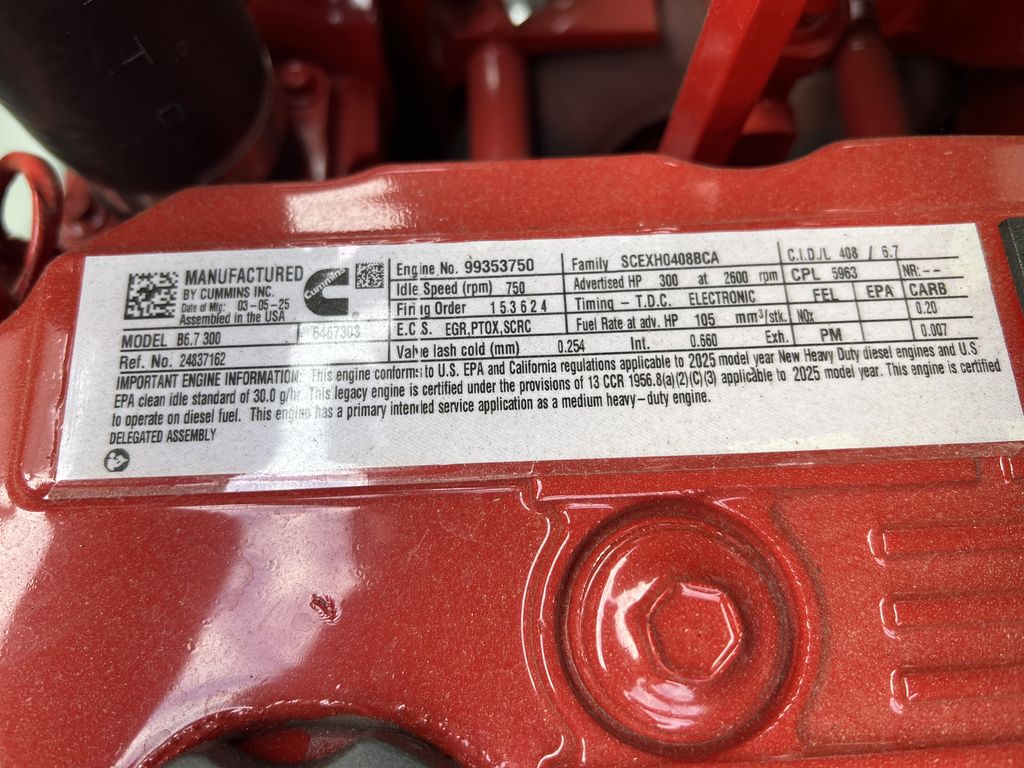 T
C
MANUFACTURED
BY CUMMINS INC.
Date of Mfg. 03-05-25
Assembled in the USA
Cummins
®
MODEL B6.7 300
6467303
Ref. No. 24837162
Engine No. 99353750
Idle Speed (rpm) 750
Firing Order 1 5 3 6 2 4
E.C.S. EGR,PTOX,SCRC
Valve lash cold (mm) 0.254 Int. 0.660 Exh.
Family SCEXH0408BCA
Advertised HP 300 at 2600 rpm
Timing - T.D.C. ELECTRONIC
Fuel Rate at adv. HP 105 mm³/stk.
C.I.D./L 408 / 6.7
CPL 5963 NR:--
FEL EPA CARB
NOx 0.20
PM 0.007
IMPORTANT ENGINE INFORMATION: This engine conforms to U.S. EPA and California regulations applicable to 2025 model year New Heavy Duty diesel engines and U.S
EPA clean idle standard of 30.0 g/hr. This legacy engine is certified under the provisions of 13 CCR 1956.8(a)(2)(C)(3) applicable to 2025 model year. This engine is certified
to operate on diesel fuel. This engine has a primary intended service application as a medium heavy-duty engine.
DELEGATED ASSEMBLY